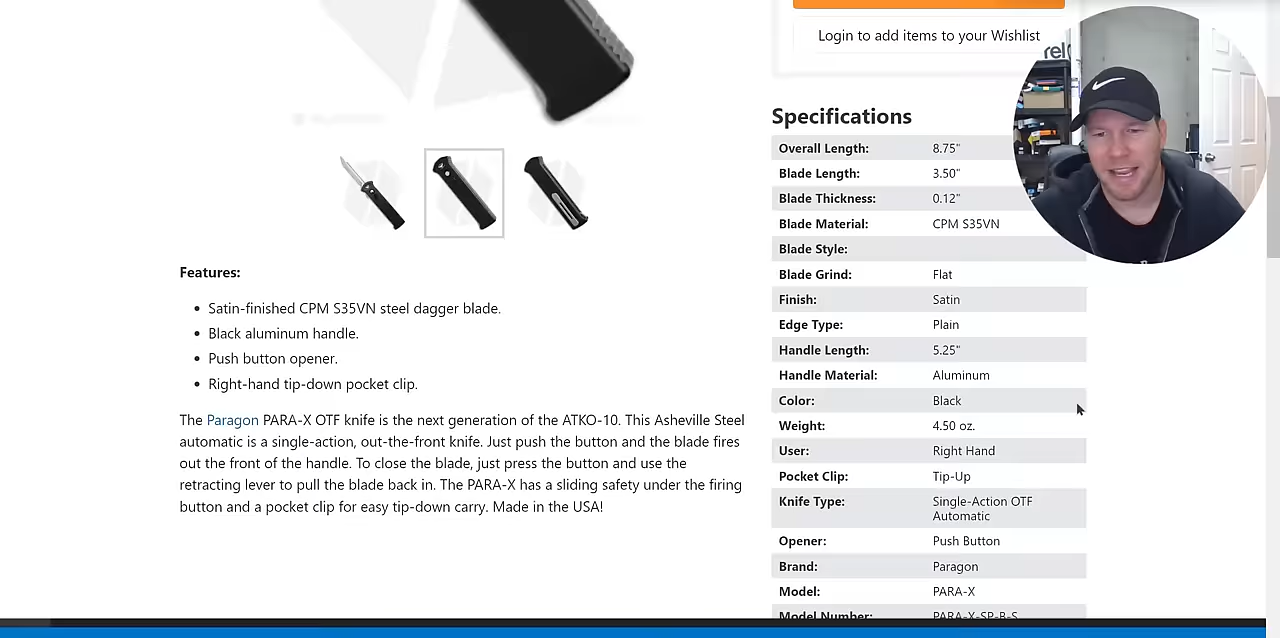 Login to add items to your Wishlist
rel
Specifications
Overall Length: 8.75"
Blade Length: 3.50"
Blade Thickness: 0.12"
Blade Material: CPM S35VN
Blade Style:
Blade Grind: Flat
Finish: Satin
Edge Type: Plain
Handle Length: 5.25"
Handle Material: Aluminum
Color: Black
Weight: 4.50 oz.
User: Right Hand
Pocket Clip: Tip-Up
Knife Type: Single-Action OTF
Automatic
Opener: Push Button
Brand: Paragon
Model: PARA-X
Model Number: PARA-X-SP-B-S
Features:
• Satin-finished CPM S35VN steel dagger blade.
• Black aluminum handle.
• Push button opener.
• Right-hand tip-down pocket clip.
The Paragon PARA-X OTF knife is the next generation of the ATKO-10. This Asheville Steel
automatic is a single-action, out-the-front knife. Just push the button and the blade fires
out the front of the handle. To close the blade, just press the button and use the
retracting lever to pull the blade back in. The PARA-X has a sliding safety under the firing
button and a pocket clip for easy tip-down carry. Made in the USA!